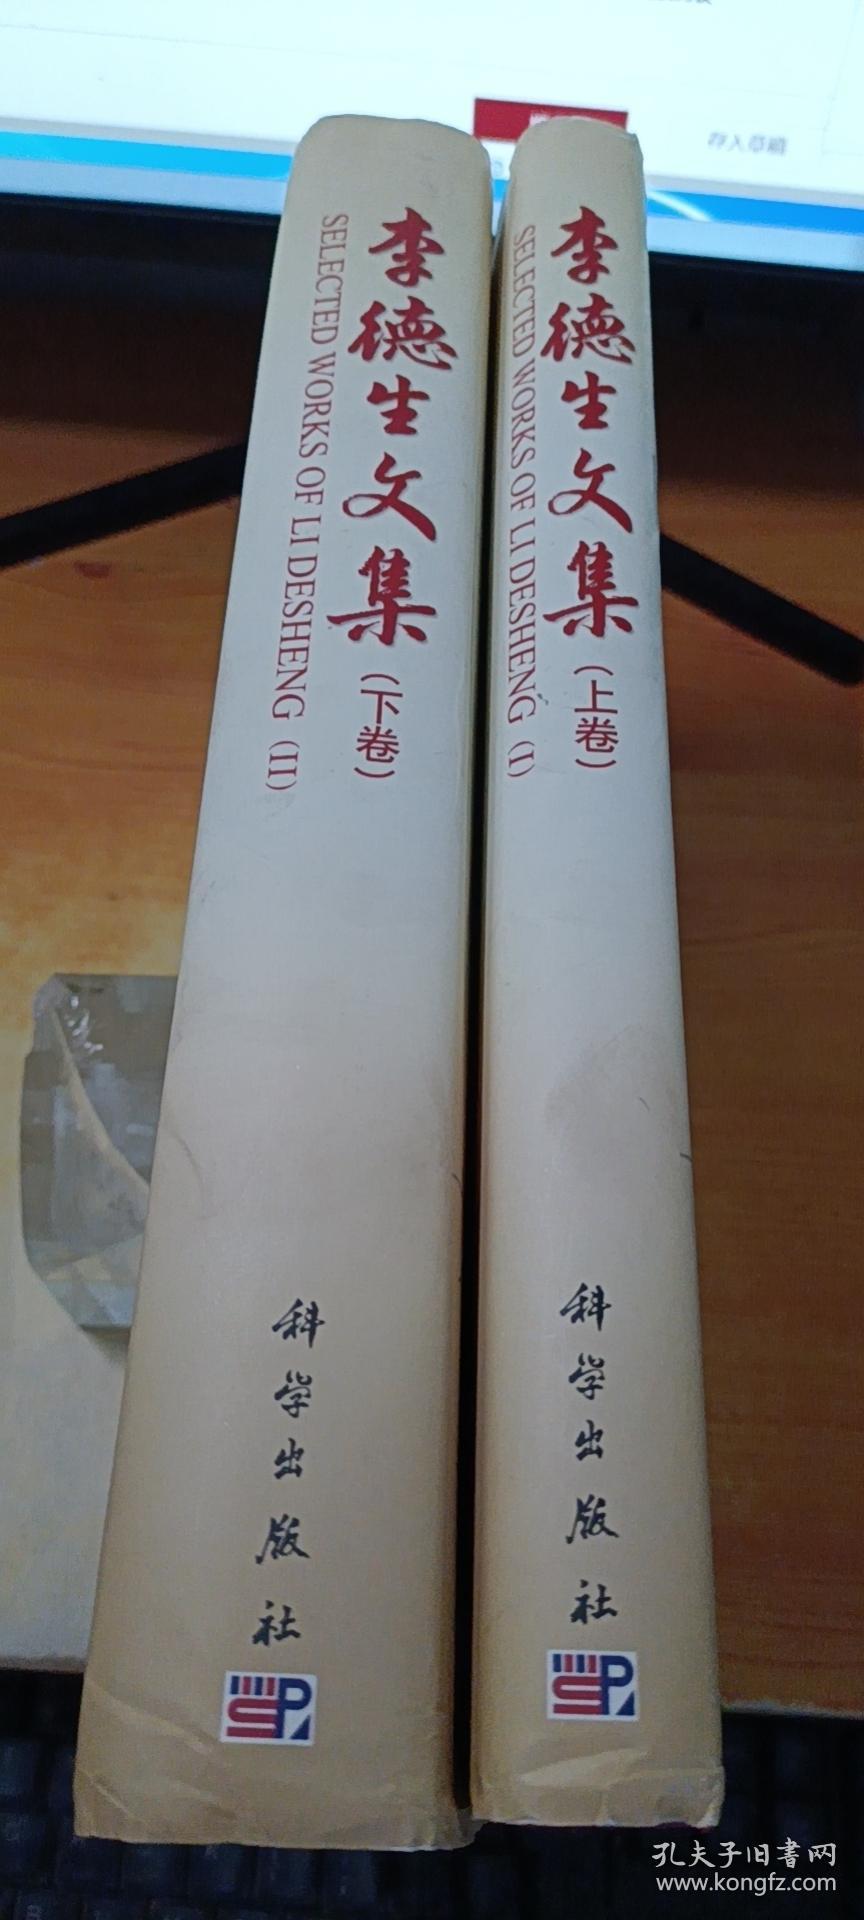 存入草稿
李德生文集（下卷）
SELECTED WORKS OF LI DESHENG (II)
科学出版社
SP
李德生文集（上卷）
SELECTED WORKS OF LI DESHENG (I)
科学出版社
SP
孔夫子旧书网
www.kongfz.com